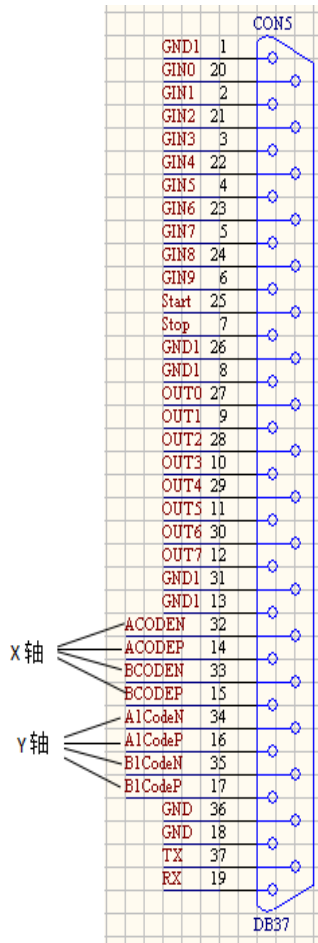 CON5
GND1 1
GIN0 20
GIN1 2
GIN2 21
GIN3 3
GIN4 22
GIN5 4
GIN6 23
GIN7 5
GIN8 24
GIN9 6
Start 25
Stop 7
GND1 26
GND1 8
OUT0 27
OUT1 9
OUT2 28
OUT3 10
OUT4 29
OUT5 11
OUT6 30
OUT7 12
GND1 31
GND1 13
ACODEN 32
ACODEP 14
X轴
BCODEN 33
BCODEP 15
A1CodeN 34
A1CodeP 16
Y轴
B1CodeN 35
B1CodeP 17
GND 36
GND 18
TX 37
RX 19
DB37